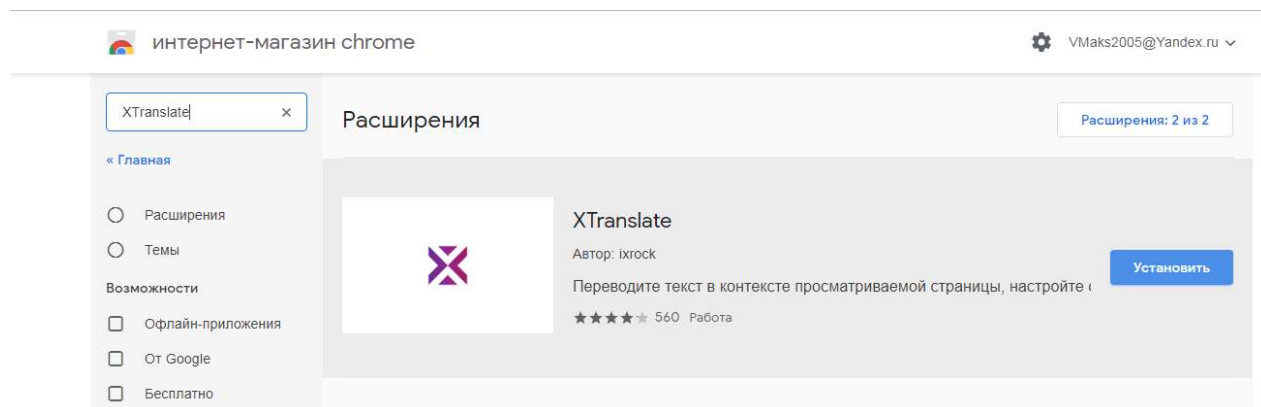 интернет-магазин chrome
VMaks2005@Yandex.ru
XTranslate
« Главная
Расширения
Темы
Возможности
Офлайн-приложения
От Google
Бесплатно
Расширения
Расширения: 2 из 2
XTranslate
Автор: ixrock
Переводите текст в контексте просматриваемой страницы, настройте
560 Работа
Установить